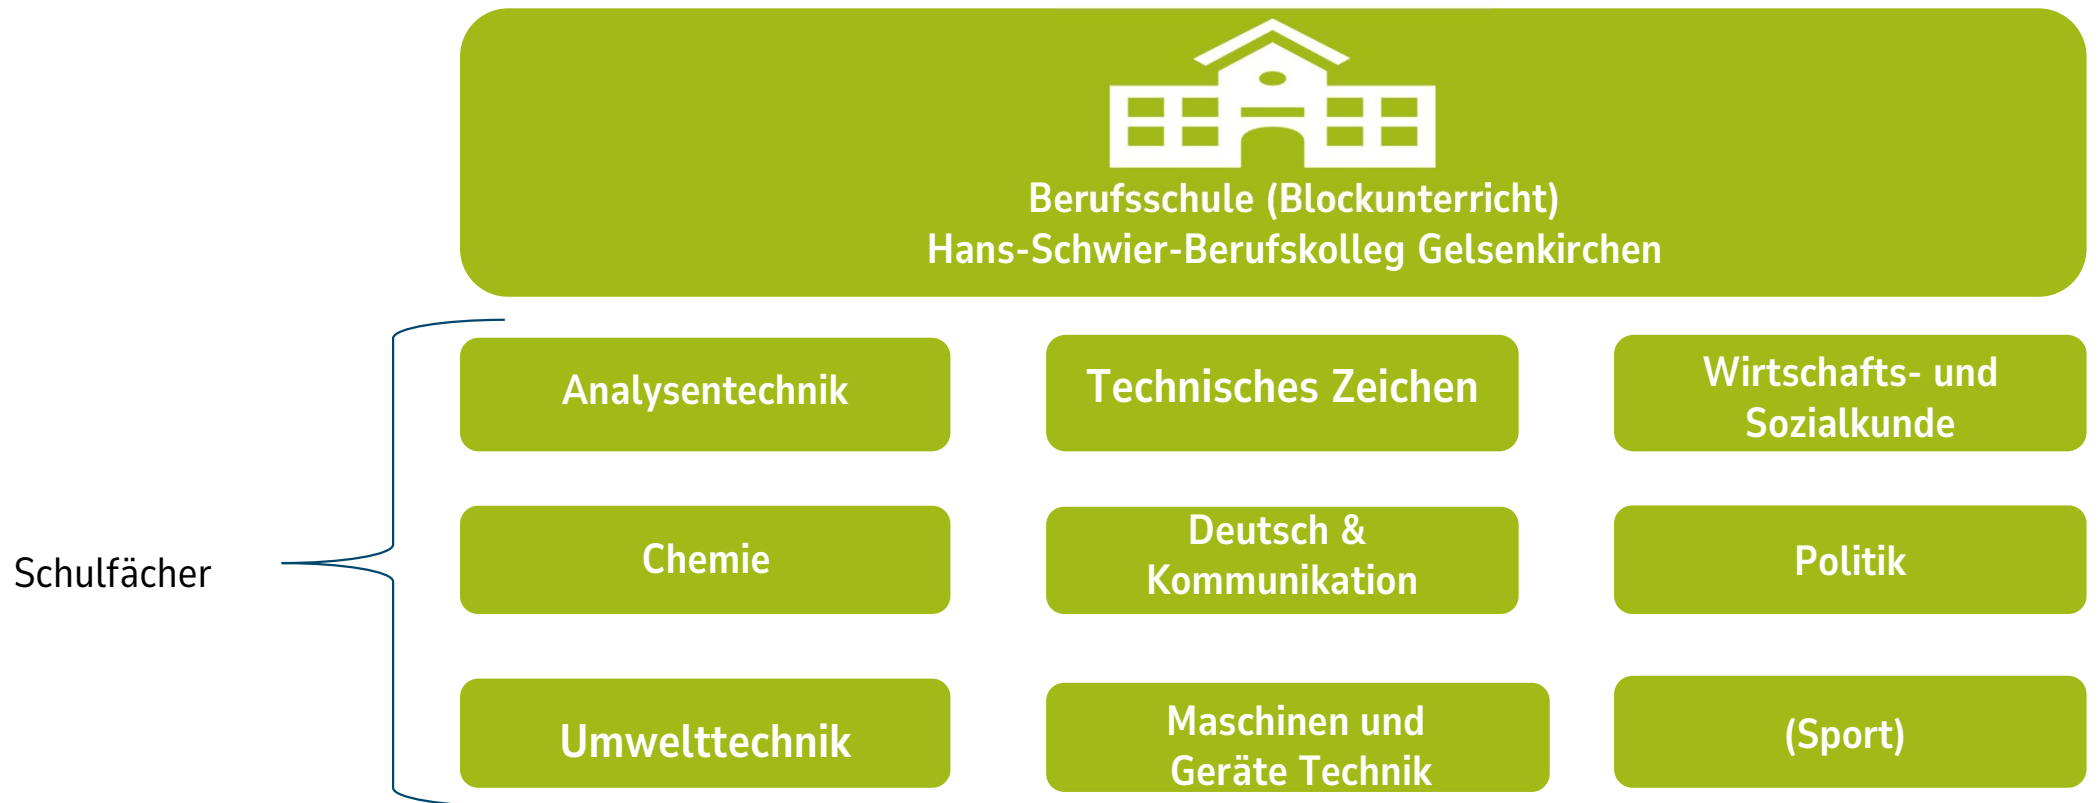 Berufsschule (Blockunterricht)
Hans-Schwier-Berufskolleg Gelsenkirchen
Schulfächer
Analysentechnik
Technisches Zeichen
Wirtschafts- und
Sozialkunde
Chemie
Deutsch &
Kommunikation
Politik
Umwelttechnik
Maschinen und
Geräte Technik
(Sport)